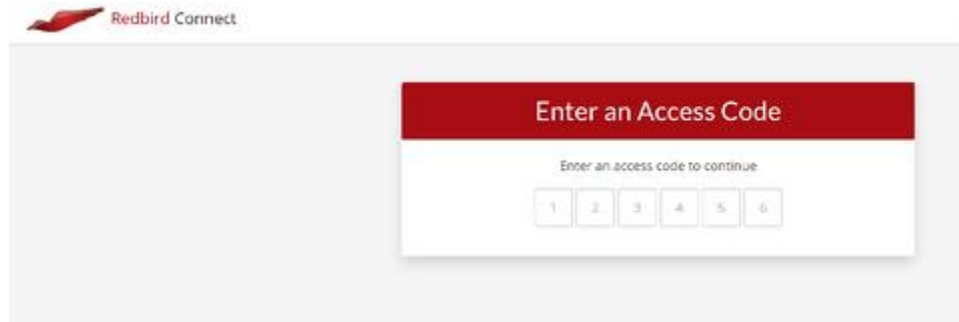 Redbird Connect
Enter an Access Code
Enter an access code to continue
1 2 3 4 5 6